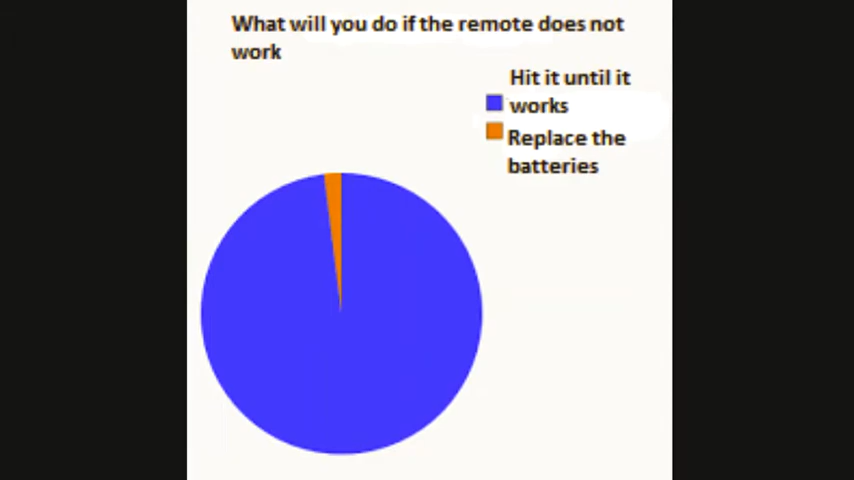 What will you do if the remote does not
work
Hit it until it
works
Replace the
batteries